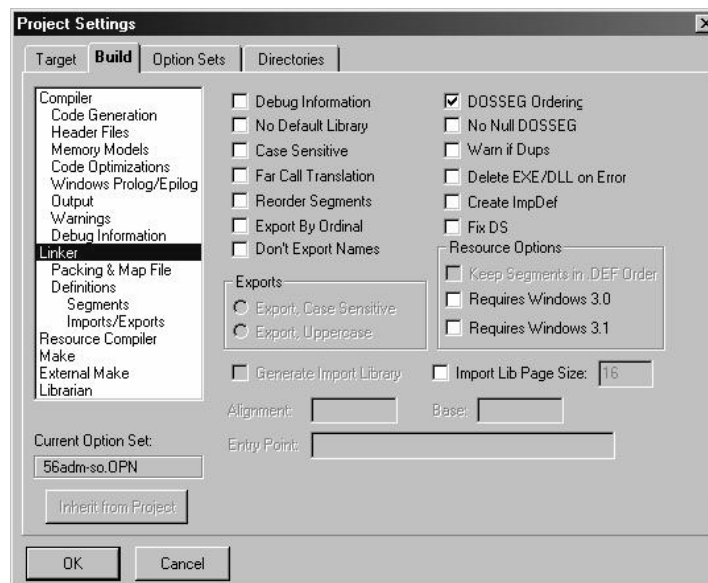 Project Settings
Target Build Option Sets Directories
Compiler
Code Generation
Header Files
Memory Models
Code Optimizations
Windows Prolog/Epilog
Output
Warnings
Debug Information
Linker
Packing & Map File
Definitions
Segments
Imports/Exports
Resource Compiler
Make
External Make
Librarian
Current Option Set:
56adm-so.OPN
Inherit from Project
Debug Information
No Default Library
Case Sensitive
Far Call Translation
Reorder Segments
Export By Ordinal
Don't Export Names
DOSSEG Ordering
No Null DOSSEG
Warn if Dups
Delete EXE/DLL on Error
Create ImpDef
Fix DS
Exports
Export, Case Sensitive
Export, Uppercase
Resource Options
Keep Segments in .DEF Order
Requires Windows 3.0
Requires Windows 3.1
Generate Import Library
Import Lib Page Size: 16
Alignment: Base:
Entry Point:
OK Cancel